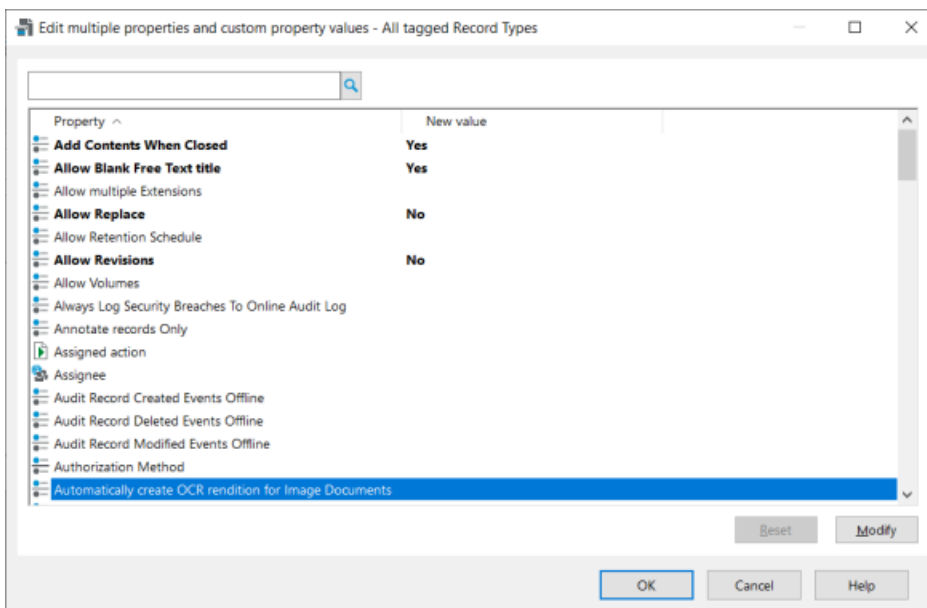 Edit multiple properties and custom property values - All tagged Record Types
Property New value
Add Contents When Closed Yes
Allow Blank Free Text title Yes
Allow multiple Extensions
Allow Replace No
Allow Retention Schedule
Allow Revisions No
Allow Volumes
Always Log Security Breaches To Online Audit Log
Annotate records Only
Assigned action
Assignee
Audit Record Created Events Offline
Audit Record Deleted Events Offline
Audit Record Modified Events Offline
Authorization Method
Automatically create OCR rendition for Image Documents
Reset Modify
OK Cancel Help